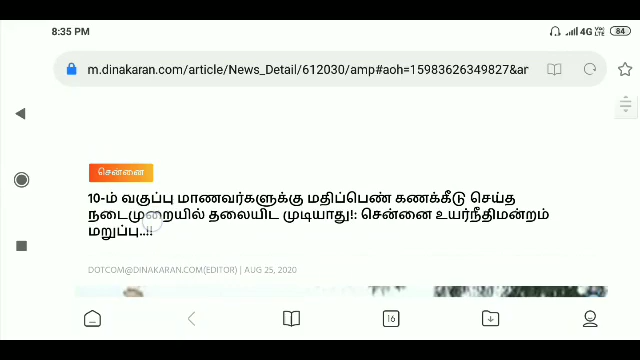 8:35 PM 4G VoLTE 84
m.dinakaran.com/article/News_Detail/612030/amp#aoh=15983626349827&ar
சென்னை
10-ம் வகுப்பு மாணவர்களுக்கு மதிப்பெண் கணக்கீடு செய்த
நடைமுறையில் தலையிட முடியாது!: சென்னை உயர்நீதிமன்றம்
மறுப்பு..!!
DOTCOM@DINAKARAN.COM(EDITOR) | AUG 25, 2020
16